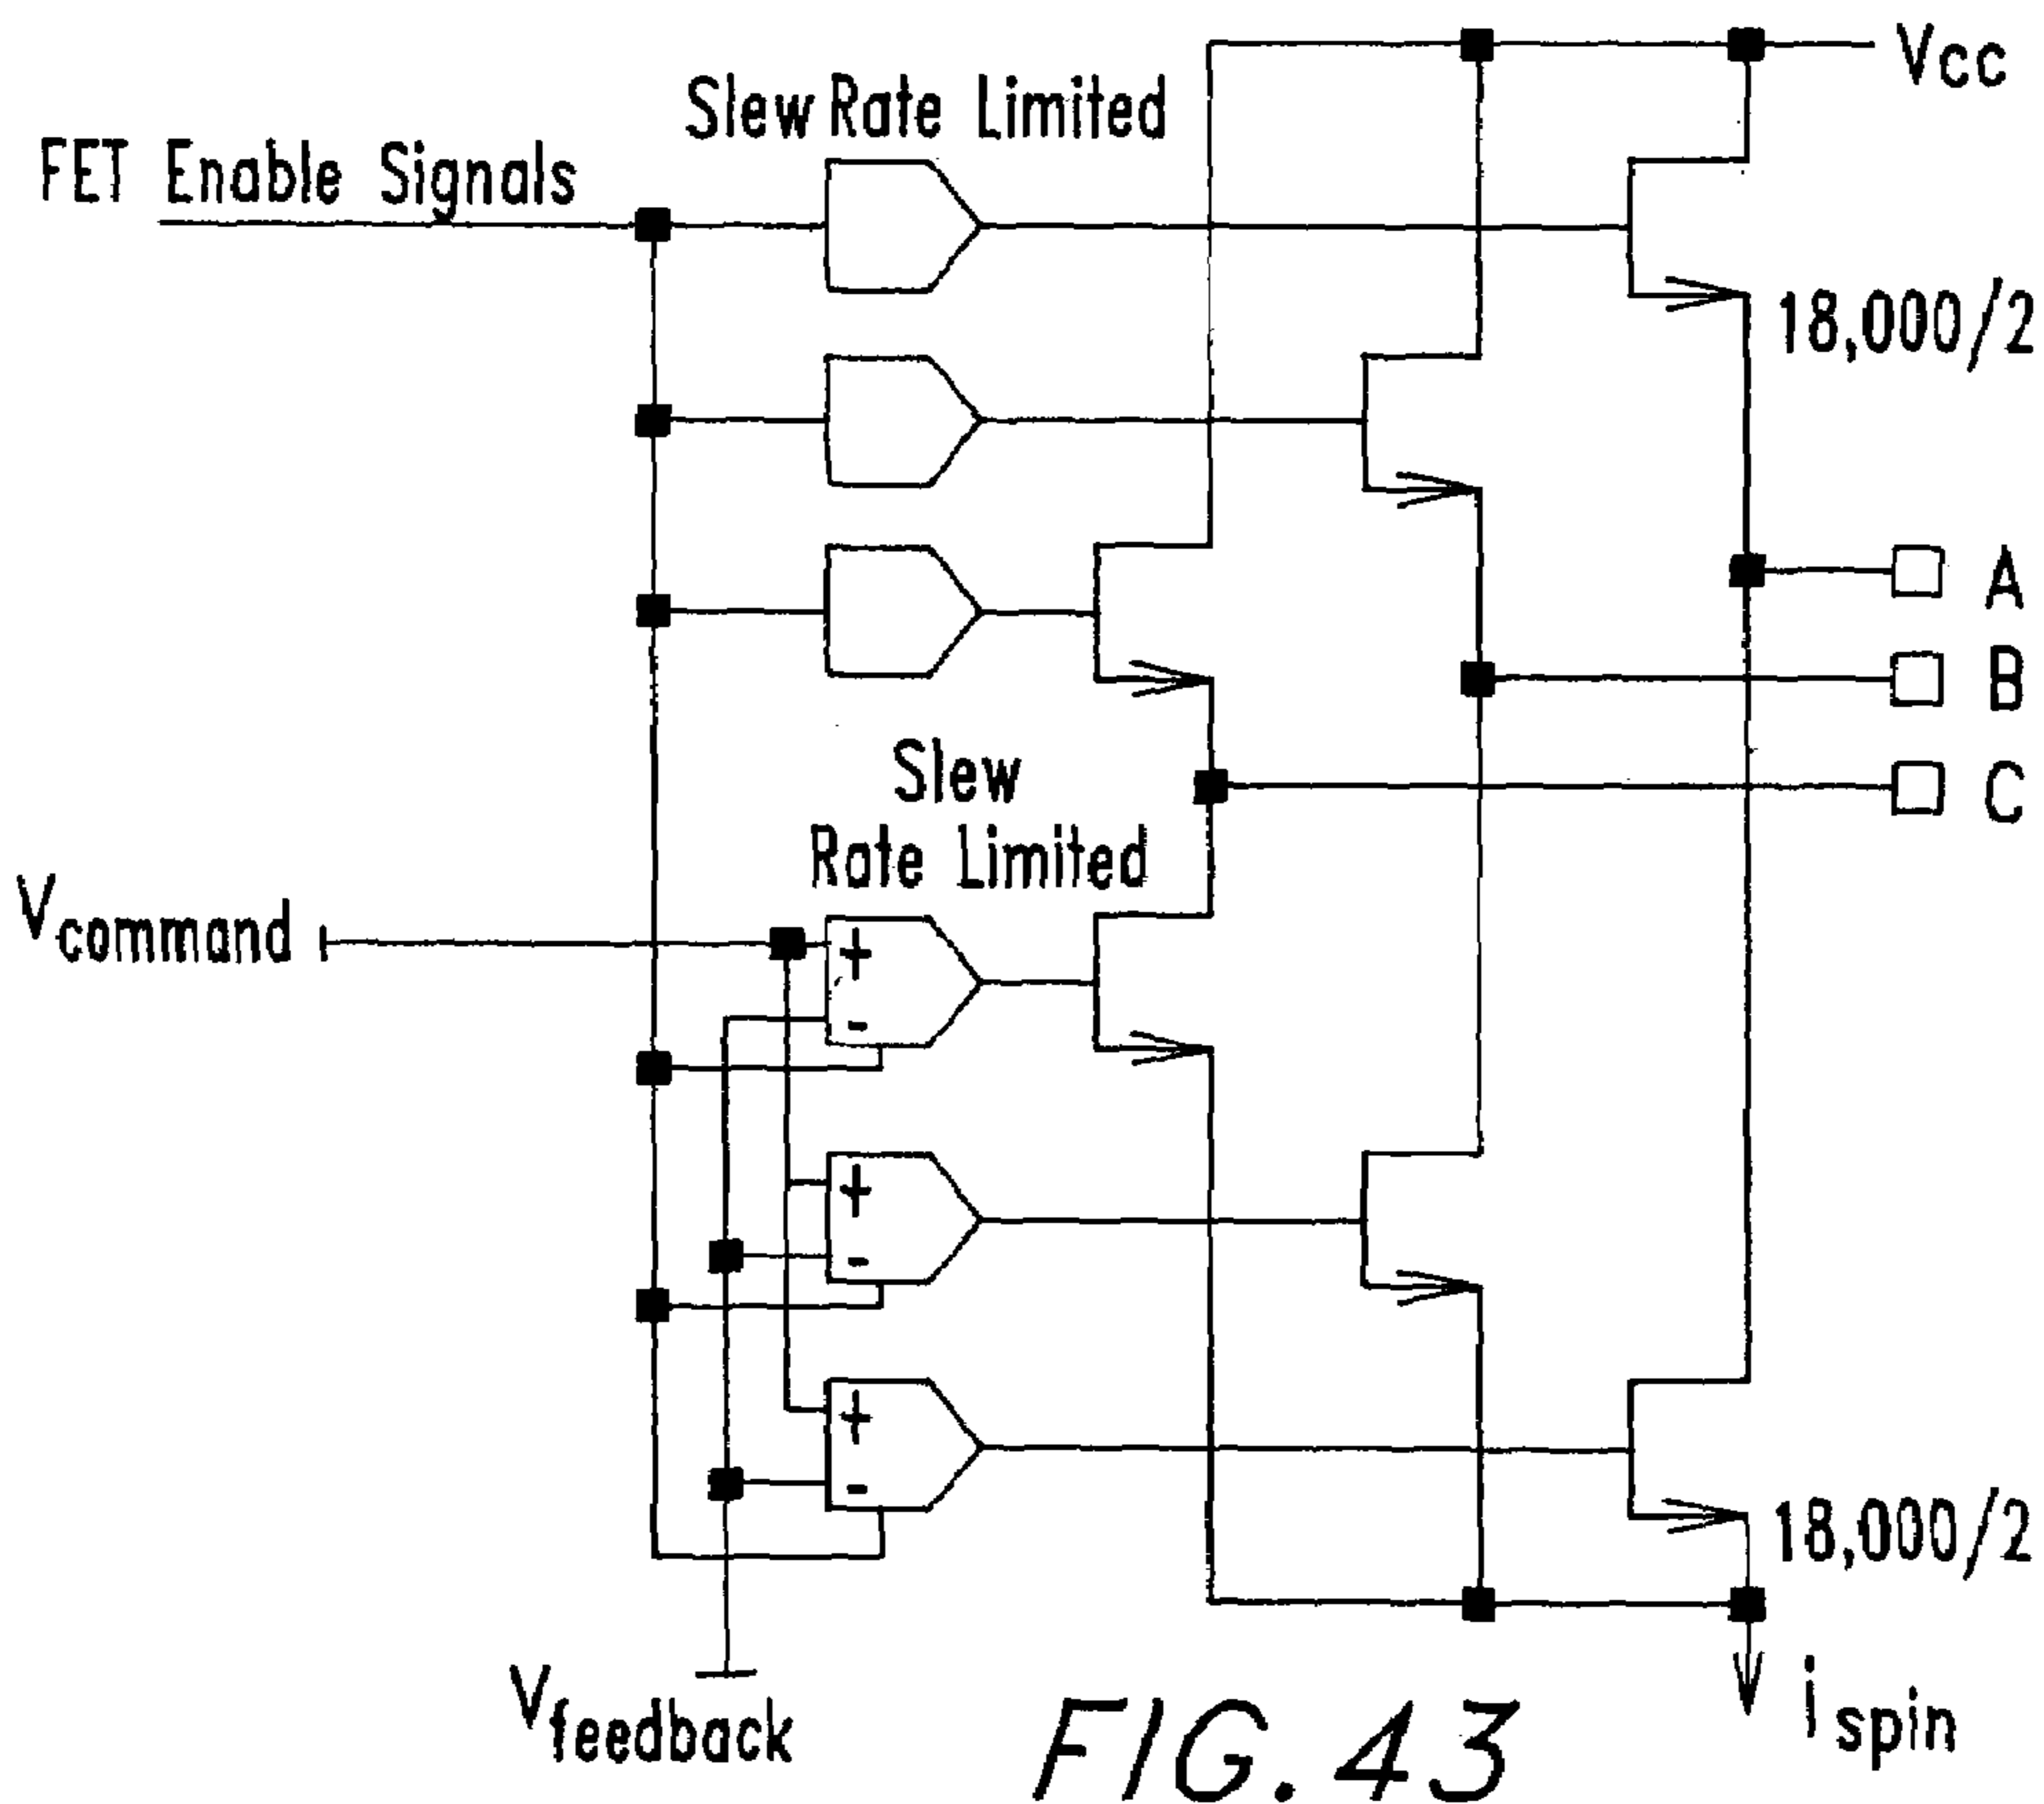 Vcc
Slew Rate Limited
FET Enable Signals
18,000/2
A
B
C
Slew
Rate Limited
Vcommand
+
-
+
-
+
-
18,000/2
Vfeedback
ispin
FIG. 43